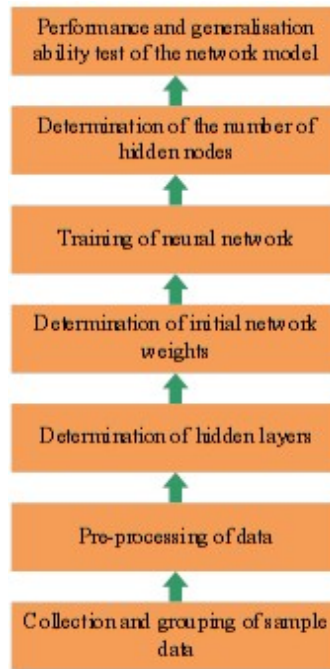 Performance and generalisation
ability test of the network model
Determination of the number of
hidden nodes
Training of neural network
Determination of initial network
weights
Determination of hidden layers
Pre-processing of data
Collection and grouping of sample
data